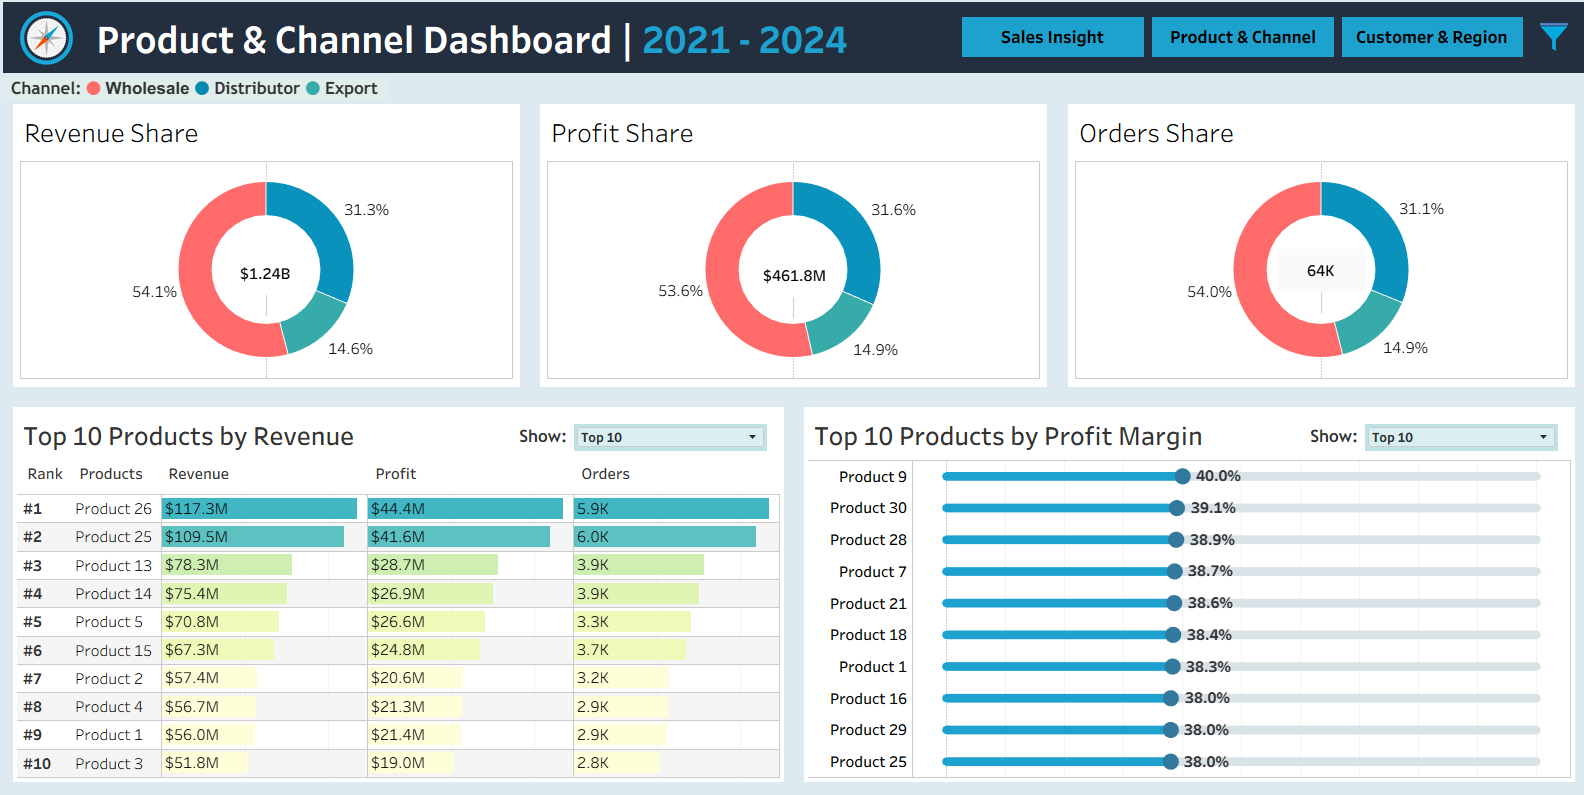 Product & Channel Dashboard | 2021 - 2024
Sales Insight
Product & Channel
Customer & Region
Channel: Wholesale Distributor Export
Revenue Share
31.3%
$1.24B
54.1%
14.6%
Profit Share
31.6%
$461.8M
53.6%
14.9%
Orders Share
31.1%
64K
54.0%
14.9%
Top 10 Products by Revenue
Show: Top 10
Rank Products Revenue Profit Orders
#1 Product 26 $117.3M $44.4M 5.9K
#2 Product 25 $109.5M $41.6M 6.0K
#3 Product 13 $78.3M $28.7M 3.9K
#4 Product 14 $75.4M $26.9M 3.9K
#5 Product 5 $70.8M $26.6M 3.3K
#6 Product 15 $67.3M $24.8M 3.7K
#7 Product 2 $57.4M $20.6M 3.2K
#8 Product 4 $56.7M $21.3M 2.9K
#9 Product 1 $56.0M $21.4M 2.9K
#10 Product 3 $51.8M $19.0M 2.8K
Top 10 Products by Profit Margin
Show: Top 10
Product 9 40.0%
Product 30 39.1%
Product 28 38.9%
Product 7 38.7%
Product 21 38.6%
Product 18 38.4%
Product 1 38.3%
Product 16 38.0%
Product 29 38.0%
Product 25 38.0%